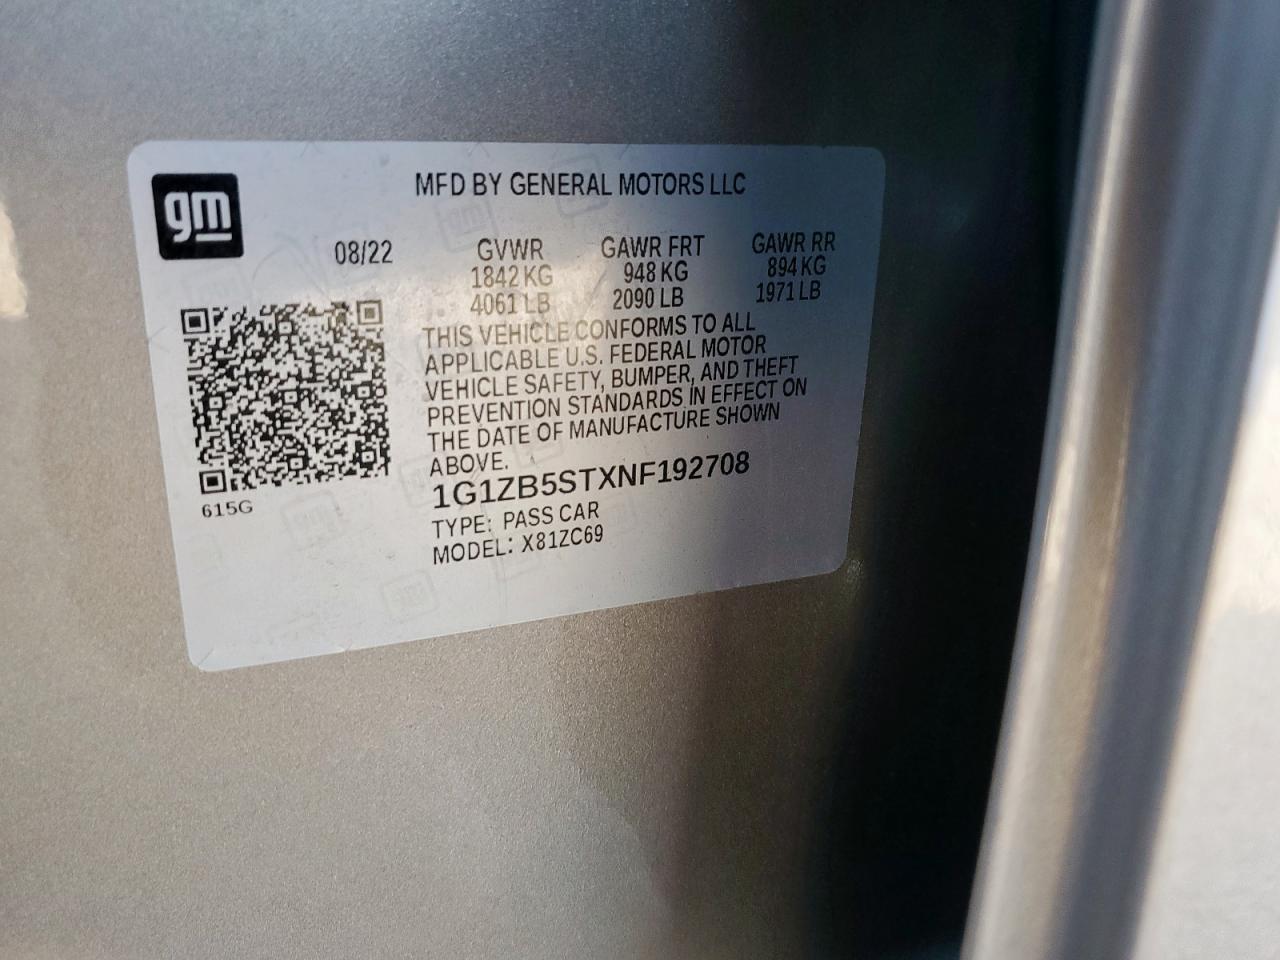 gm
MFD BY GENERAL MOTORS LLC
08/22 GVWR GAWR FRT GAWR RR
1842 KG 948 KG 894 KG
4061 LB 2090 LB 1971 LB
THIS VEHICLE CONFORMS TO ALL
APPLICABLE U.S. FEDERAL MOTOR
VEHICLE SAFETY, BUMPER, AND THEFT
PREVENTION STANDARDS IN EFFECT ON
THE DATE OF MANUFACTURE SHOWN
ABOVE.
1G1ZB5STXNF192708
615G
TYPE: PASS CAR
MODEL: X81ZC69